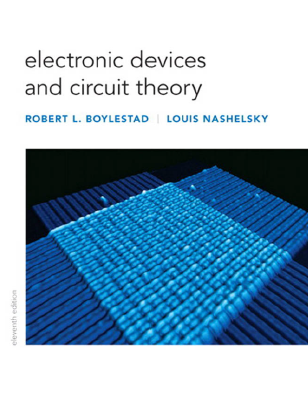 electronic devices
and circuit theory
ROBERT L. BOYLESTAD | LOUIS NASHELSKY
eleventh edition